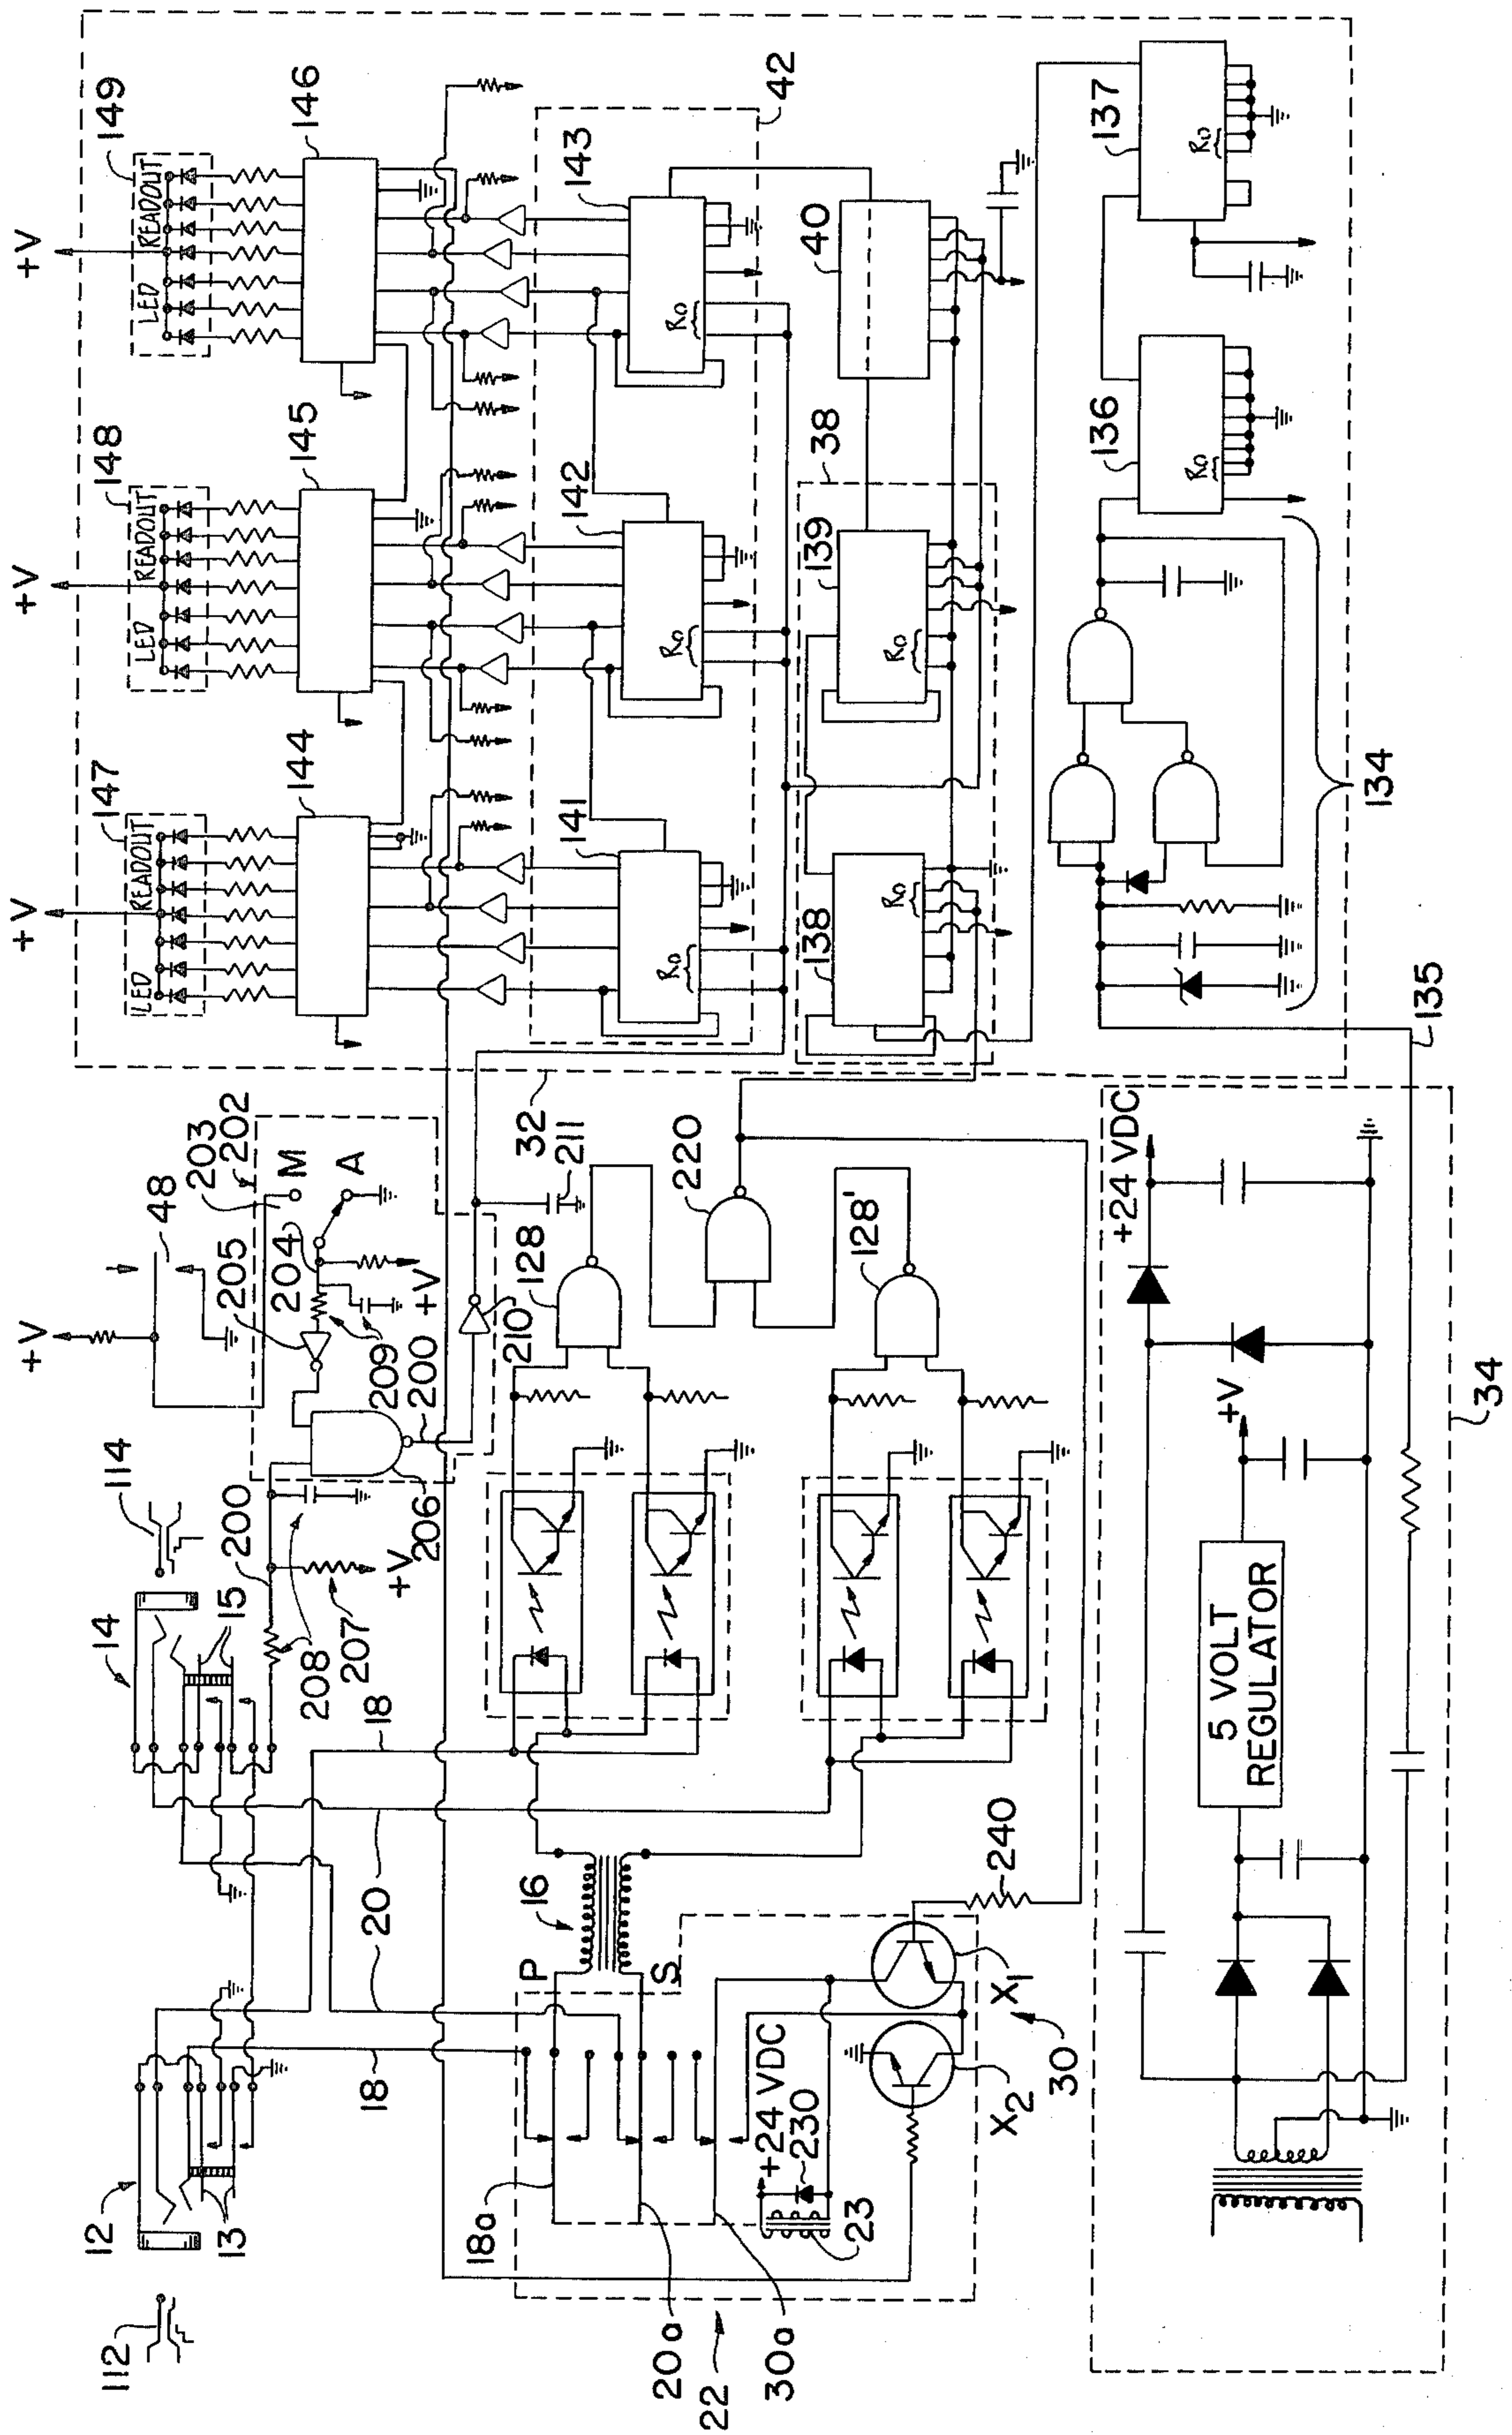 +V
+V
+V
149
LED READOUT
148
LED READOUT
147
LED READOUT
146
145
144
42
143
142
141
R0
R0
R0
40
38
139
138
R0
R0
137
136
R0
R0
134
135
32
211
+V
48
203
202
M
A
204
205
209
+V
200
210
206
128
220
128'
114
14
15
200
208
207
+V
18
20
12
13
112
18
20
16
P
S
18a
20a
30a
22
+24 VDC
230
23
X1
X2
30
240
+24 VDC
+V
5 VOLT
REGULATOR
34